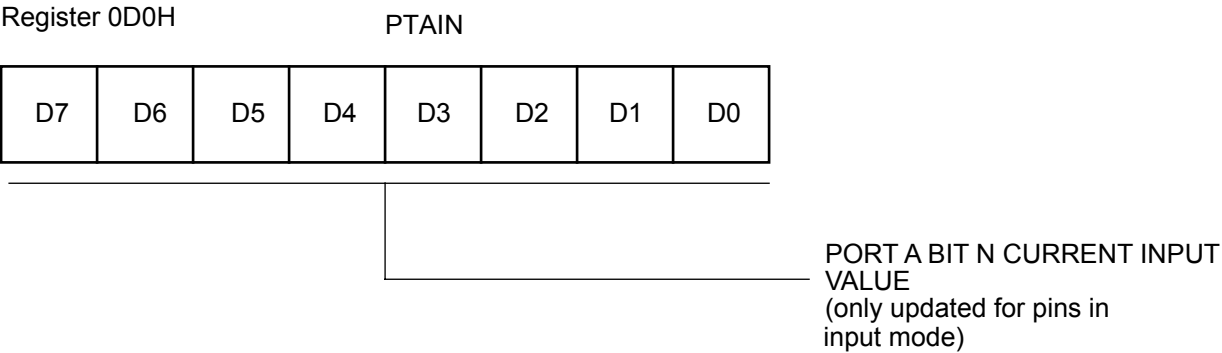 Register 0D0H
PTAIN
D7 D6 D5 D4 D3 D2 D1 D0
PORT A BIT N CURRENT INPUT
VALUE
(only updated for pins in
input mode)